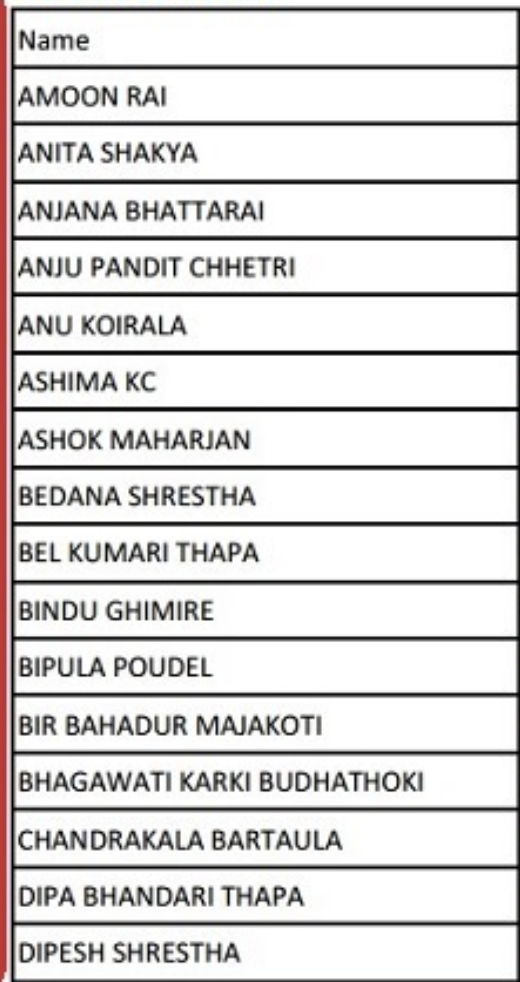 Name
AMOON RAI
ANITA SHAKYA
ANJANA BHATTARAI
ANJU PANDIT CHHETRI
ANU KOIRALA
ASHIMA KC
ASHOK MAHARJAN
BEDANA SHRESTHA
BEL KUMARI THAPA
BINDU GHIMIRE
BIPULA POUDEL
BIR BAHADUR MAJAKOTI
BHAGAWATI KARKI BUDHATHOKI
CHANDRAKALA BARTAULA
DIPA BHANDARI THAPA
DIPESH SHRESTHA